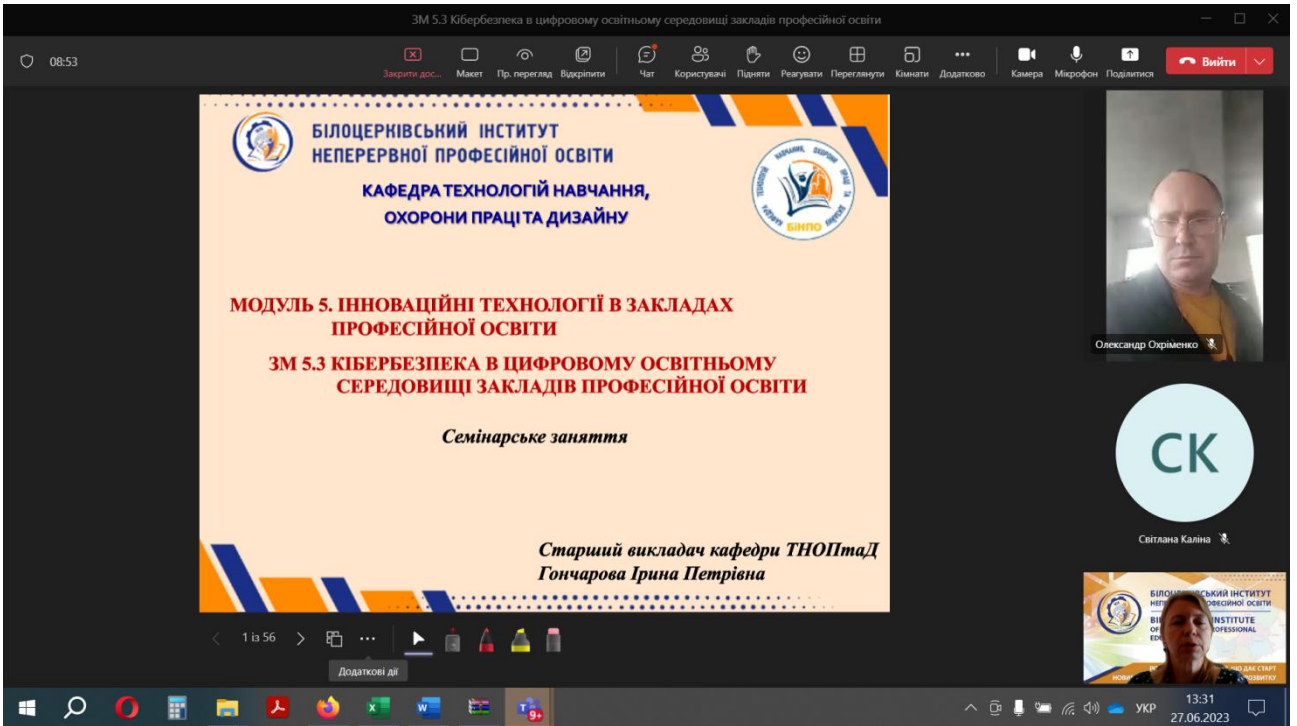 ЗМ 5.3 Кібербезпека в цифровому освітньому середовищі закладів професійної освіти
08:53
Закрити дос...
Макет
Пр. перегляд
Відкріпити
Чат
Користувачі
Підняти
Реагувати
Переглянути
Кімнати
Додатково
Камера
Мікрофон
Поділитися
Вийти
БІЛОЦЕРКІВСЬКИЙ ІНСТИТУТ
НЕПЕРЕРВНОЇ ПРОФЕСІЙНОЇ ОСВІТИ
КАФЕДРА ТЕХНОЛОГІЙ НАВЧАННЯ,
ОХОРОНИ ПРАЦІ ТА ДИЗАЙНУ
БІНПО
МОДУЛЬ 5. ІННОВАЦІЙНІ ТЕХНОЛОГІЇ В ЗАКЛАДАХ
ПРОФЕСІЙНОЇ ОСВІТИ
ЗМ 5.3 КІБЕРБЕЗПЕКА В ЦИФРОВОМУ ОСВІТНЬОМУ
СЕРЕДОВИЩІ ЗАКЛАДІВ ПРОФЕСІЙНОЇ ОСВІТИ
Семінарське заняття
Старший викладач кафедри ТНОПтаД
Гончарова Ірина Петрівна
Олександр Охріменко
СК
Світлана Каліна
ІНСТИТУТ
INSTITUTE
1 із 56
Додаткові дії
9+
УКР
13:31
27.06.2023